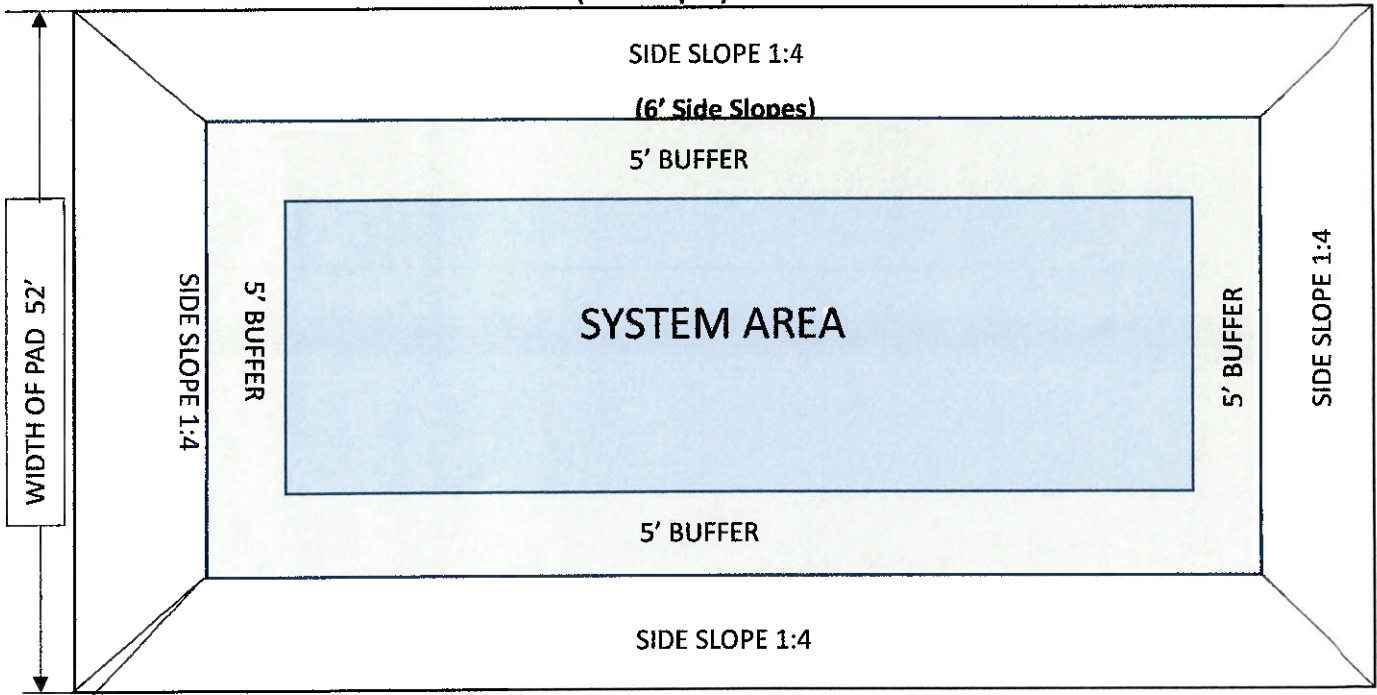 SIDE SLOPE 1:4
(6' Side Slopes)
5' BUFFER
WIDTH OF PAD 52'
SIDE SLOPE 1:4
5' BUFFER
SYSTEM AREA
5' BUFFER
SIDE SLOPE 1:4
5' BUFFER
SIDE SLOPE 1:4